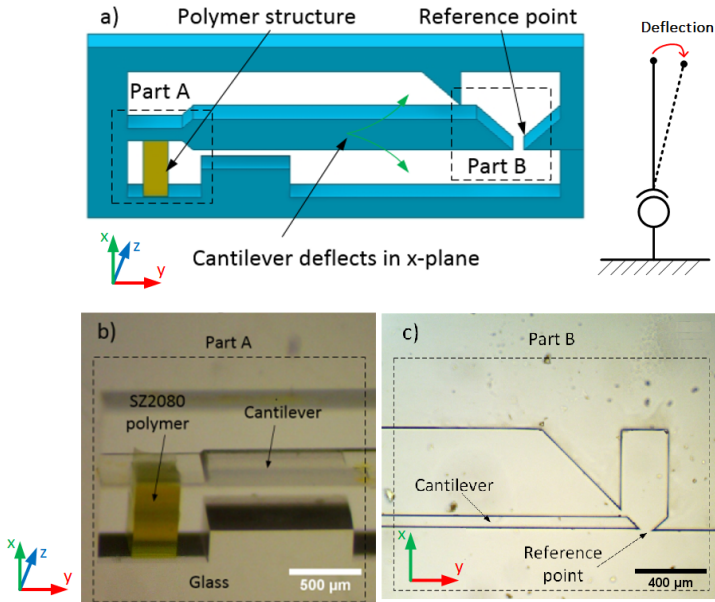 a)
Polymer structure
Reference point
Deflection
Part A
Part B
x
z
y
Cantilever deflects in x-plane
b)
Part A
SZ2080
polymer
Cantilever
x
z
y
Glass
500 µm
c)
Part B
Cantilever
x
y
Reference
point
400 µm